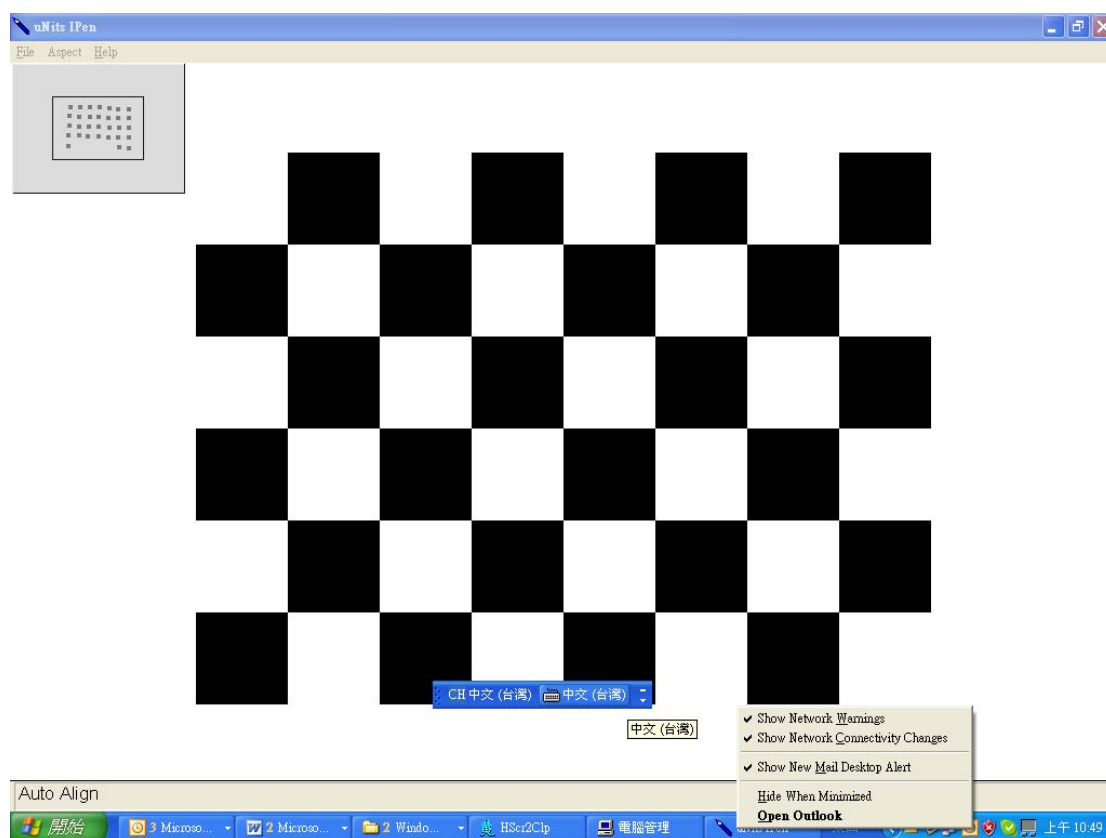 uNits IPen
File Aspect Help
CH 中文 (台灣) 中文 (台灣)
中文 (台灣)
Show Network Warnings
Show Network Connectivity Changes
Show New Mail Desktop Alert
Hide When Minimized
Open Outlook
Auto Align
開始 3 Microso... 2 Microso... 2 Windo... HScr2Clp 電腦管理 上午 10:49